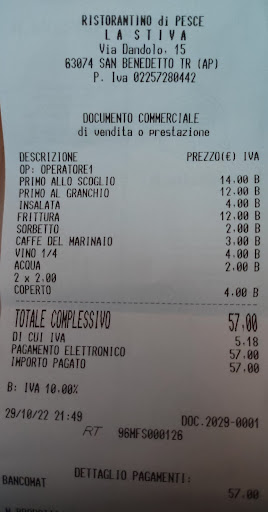 RISTORANTINO di PESCE
LA STIVA
Via Dandolo, 15
63074 SAN BENEDETTO TR (AP)
P. Iva 02257280442
DOCUMENTO COMMERCIALE
di vendita o prestazione
DESCRIZIONE PREZZO(€) IVA
OP: OPERATORE1
PRIMO ALLO SCOGLIO 14.00 B
PRIMO AL GRANCHIO 12.00 B
INSALATA 4.00 B
FRITTURA 12.00 B
SORBETTO 2.00 B
CAFFE DEL MARINAIO 3.00 B
VINO 1/4 4.00 B
ACQUA 2.00 B
2 x 2.00
COPERTO 4.00 B
TOTALE COMPLESSIVO 57,00
DI CUI IVA 5.18
PAGAMENTO ELETTRONICO 57.00
IMPORTO PAGATO 57.00
B: IVA 10.00%
29/10/22 21:49 DOC.2029-0001
RT 96MFS000126
DETTAGLIO PAGAMENTI:
BANCOMAT 57.00